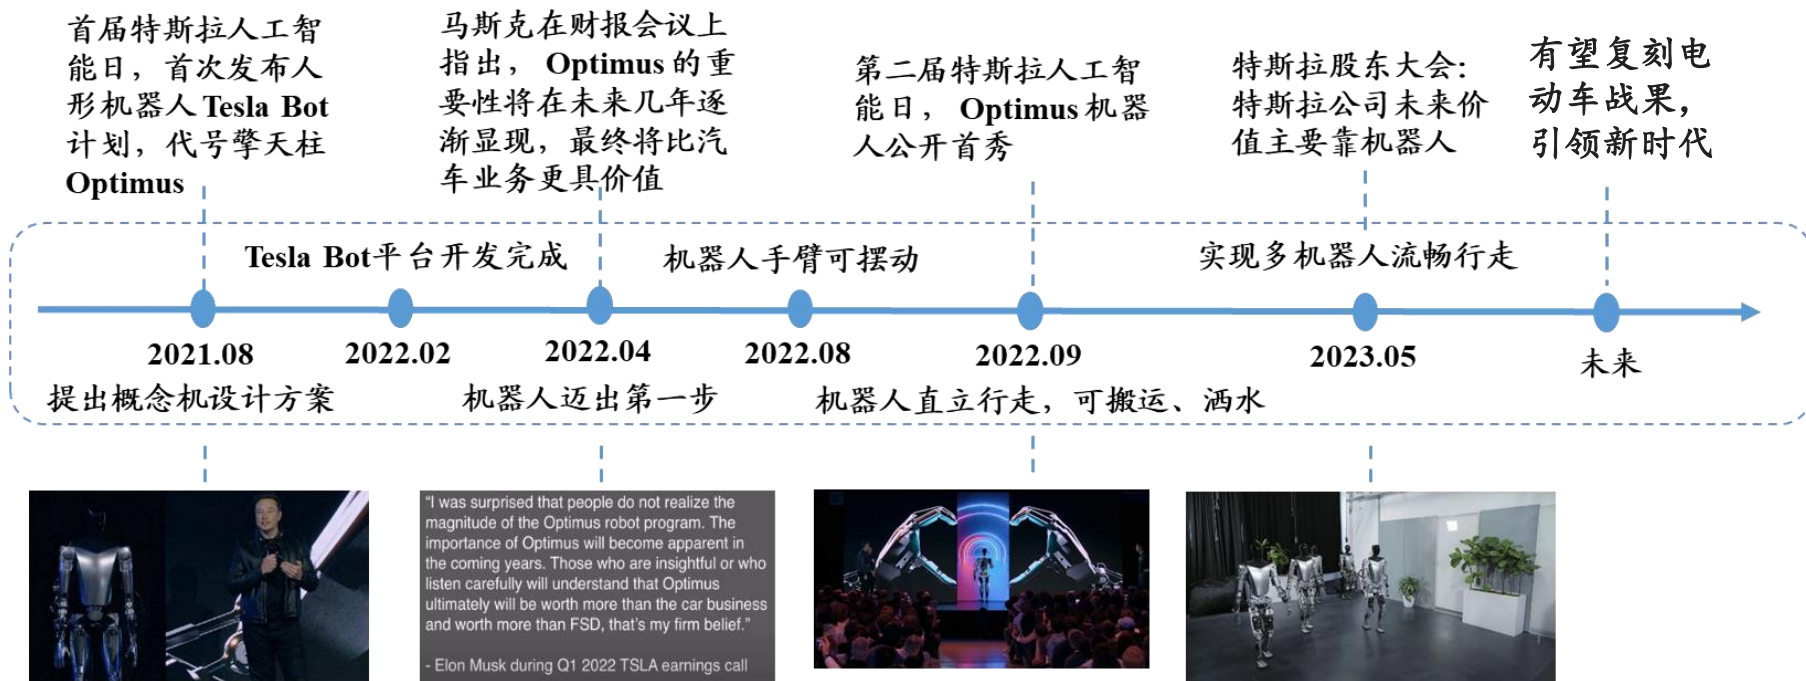 首届特斯拉人工智
能日，首次发布人
形机器人Tesla Bot
计划，代号擎天柱
Optimus
马斯克在财报会议上
指出，Optimus的重
要性将在未来几年逐
渐显现，最终将比汽
车业务更具价值
第二届特斯拉人工智
能日，Optimus机器
人公开首秀
特斯拉股东大会：
特斯拉公司未来价
值主要靠机器人
有望复刻电
动车战果，
引领新时代
Tesla Bot平台开发完成
机器人手臂可摆动
实现多机器人流畅行走
2021.08
2022.02
2022.04
2022.08
2022.09
2023.05
未来
提出概念机设计方案
机器人迈出第一步
机器人直立行走，可搬运、洒水
“I was surprised that people do not realize the
magnitude of the Optimus robot program. The
importance of Optimus will become apparent in
the coming years. Those who are insightful or who
listen carefully will understand that Optimus
ultimately will be worth more than the car business
and worth more than FSD, that's my firm belief.”
- Elon Musk during Q1 2022 TSLA earnings call